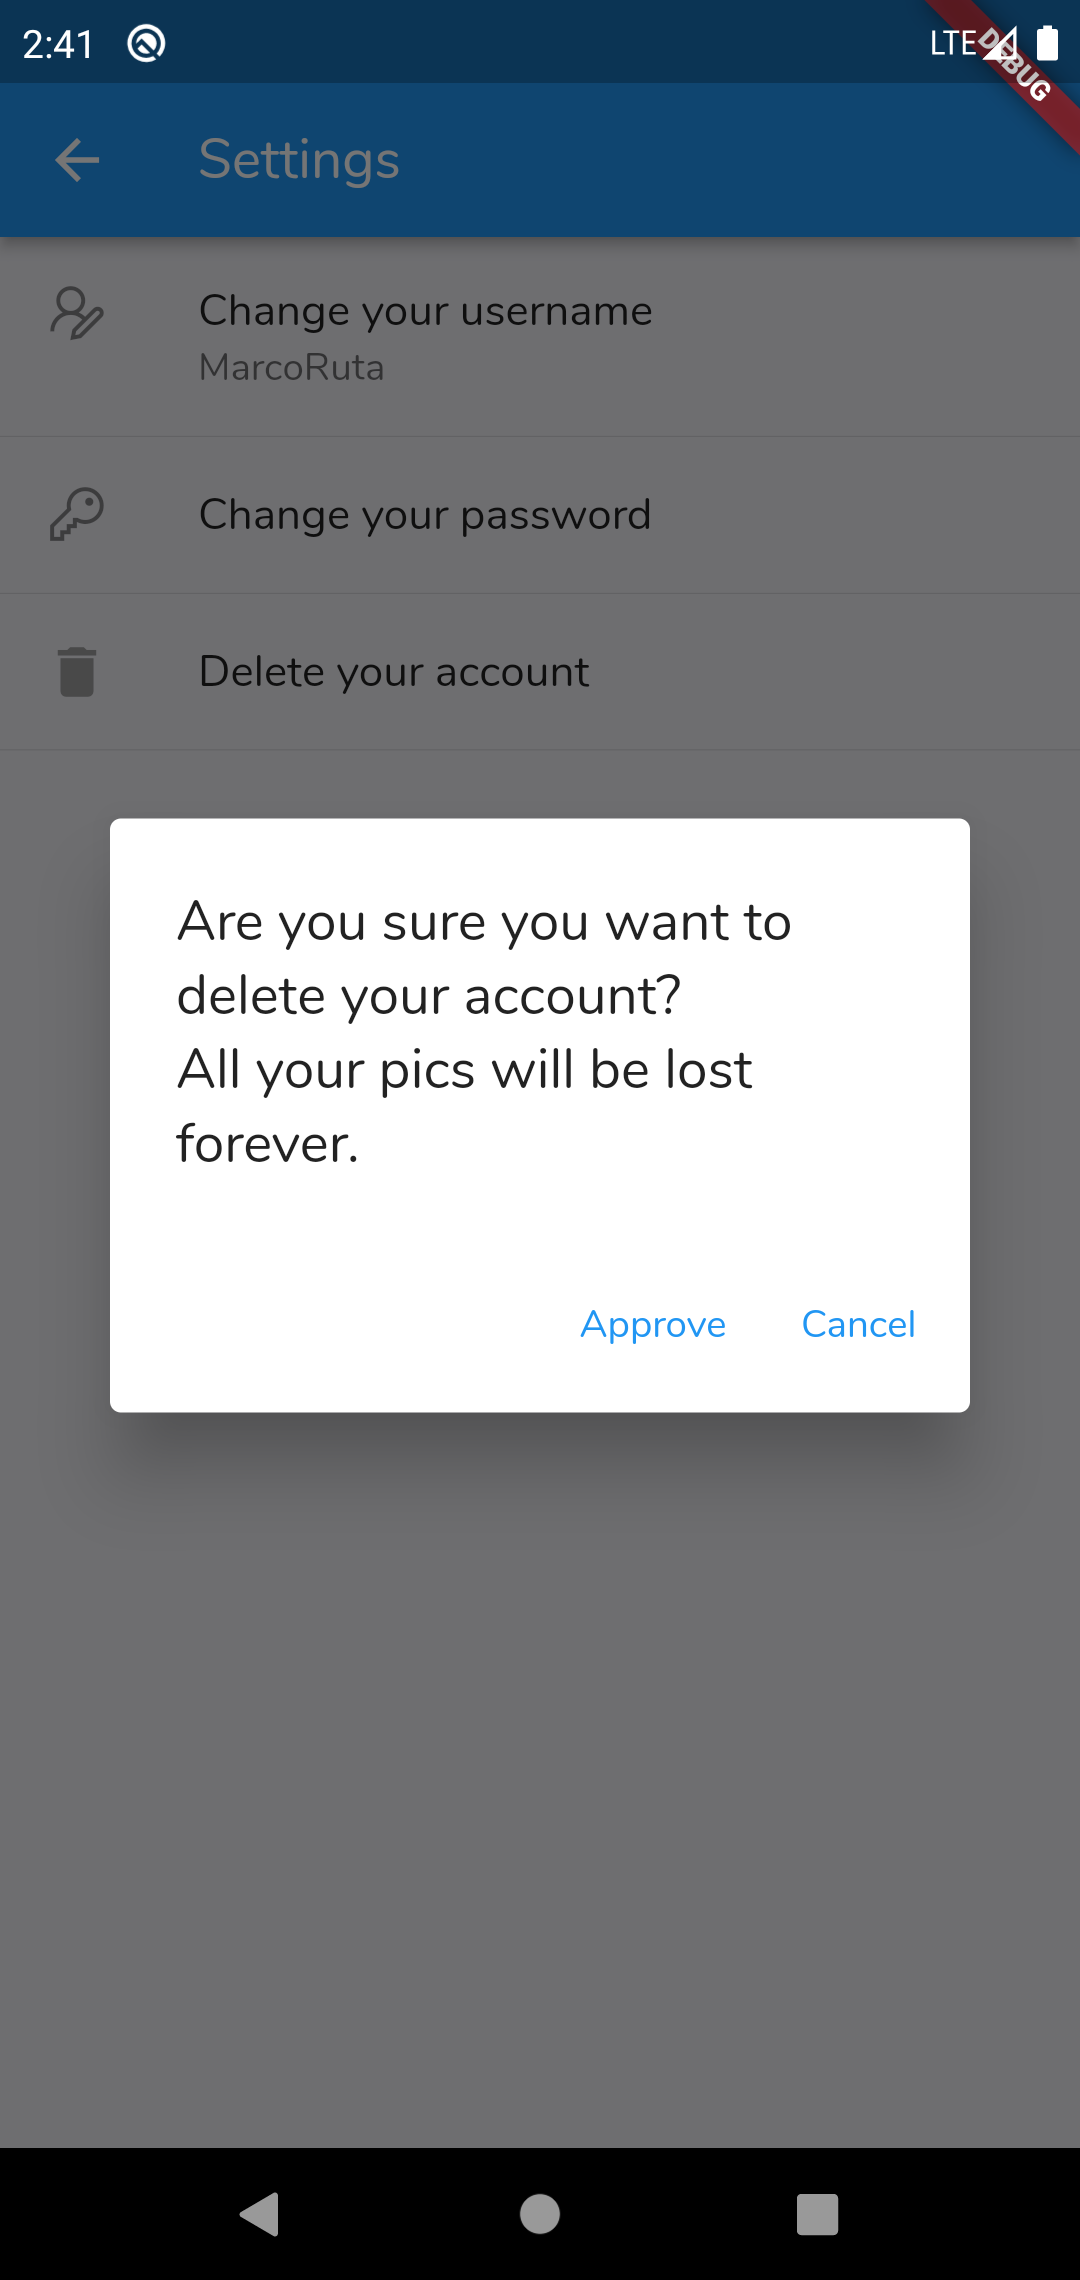 2:41
LTE
DEBUG
Settings
Change your username
MarcoRuta
Change your password
Delete your account
Are you sure you want to
delete your account?
All your pics will be lost
forever.
Approve Cancel